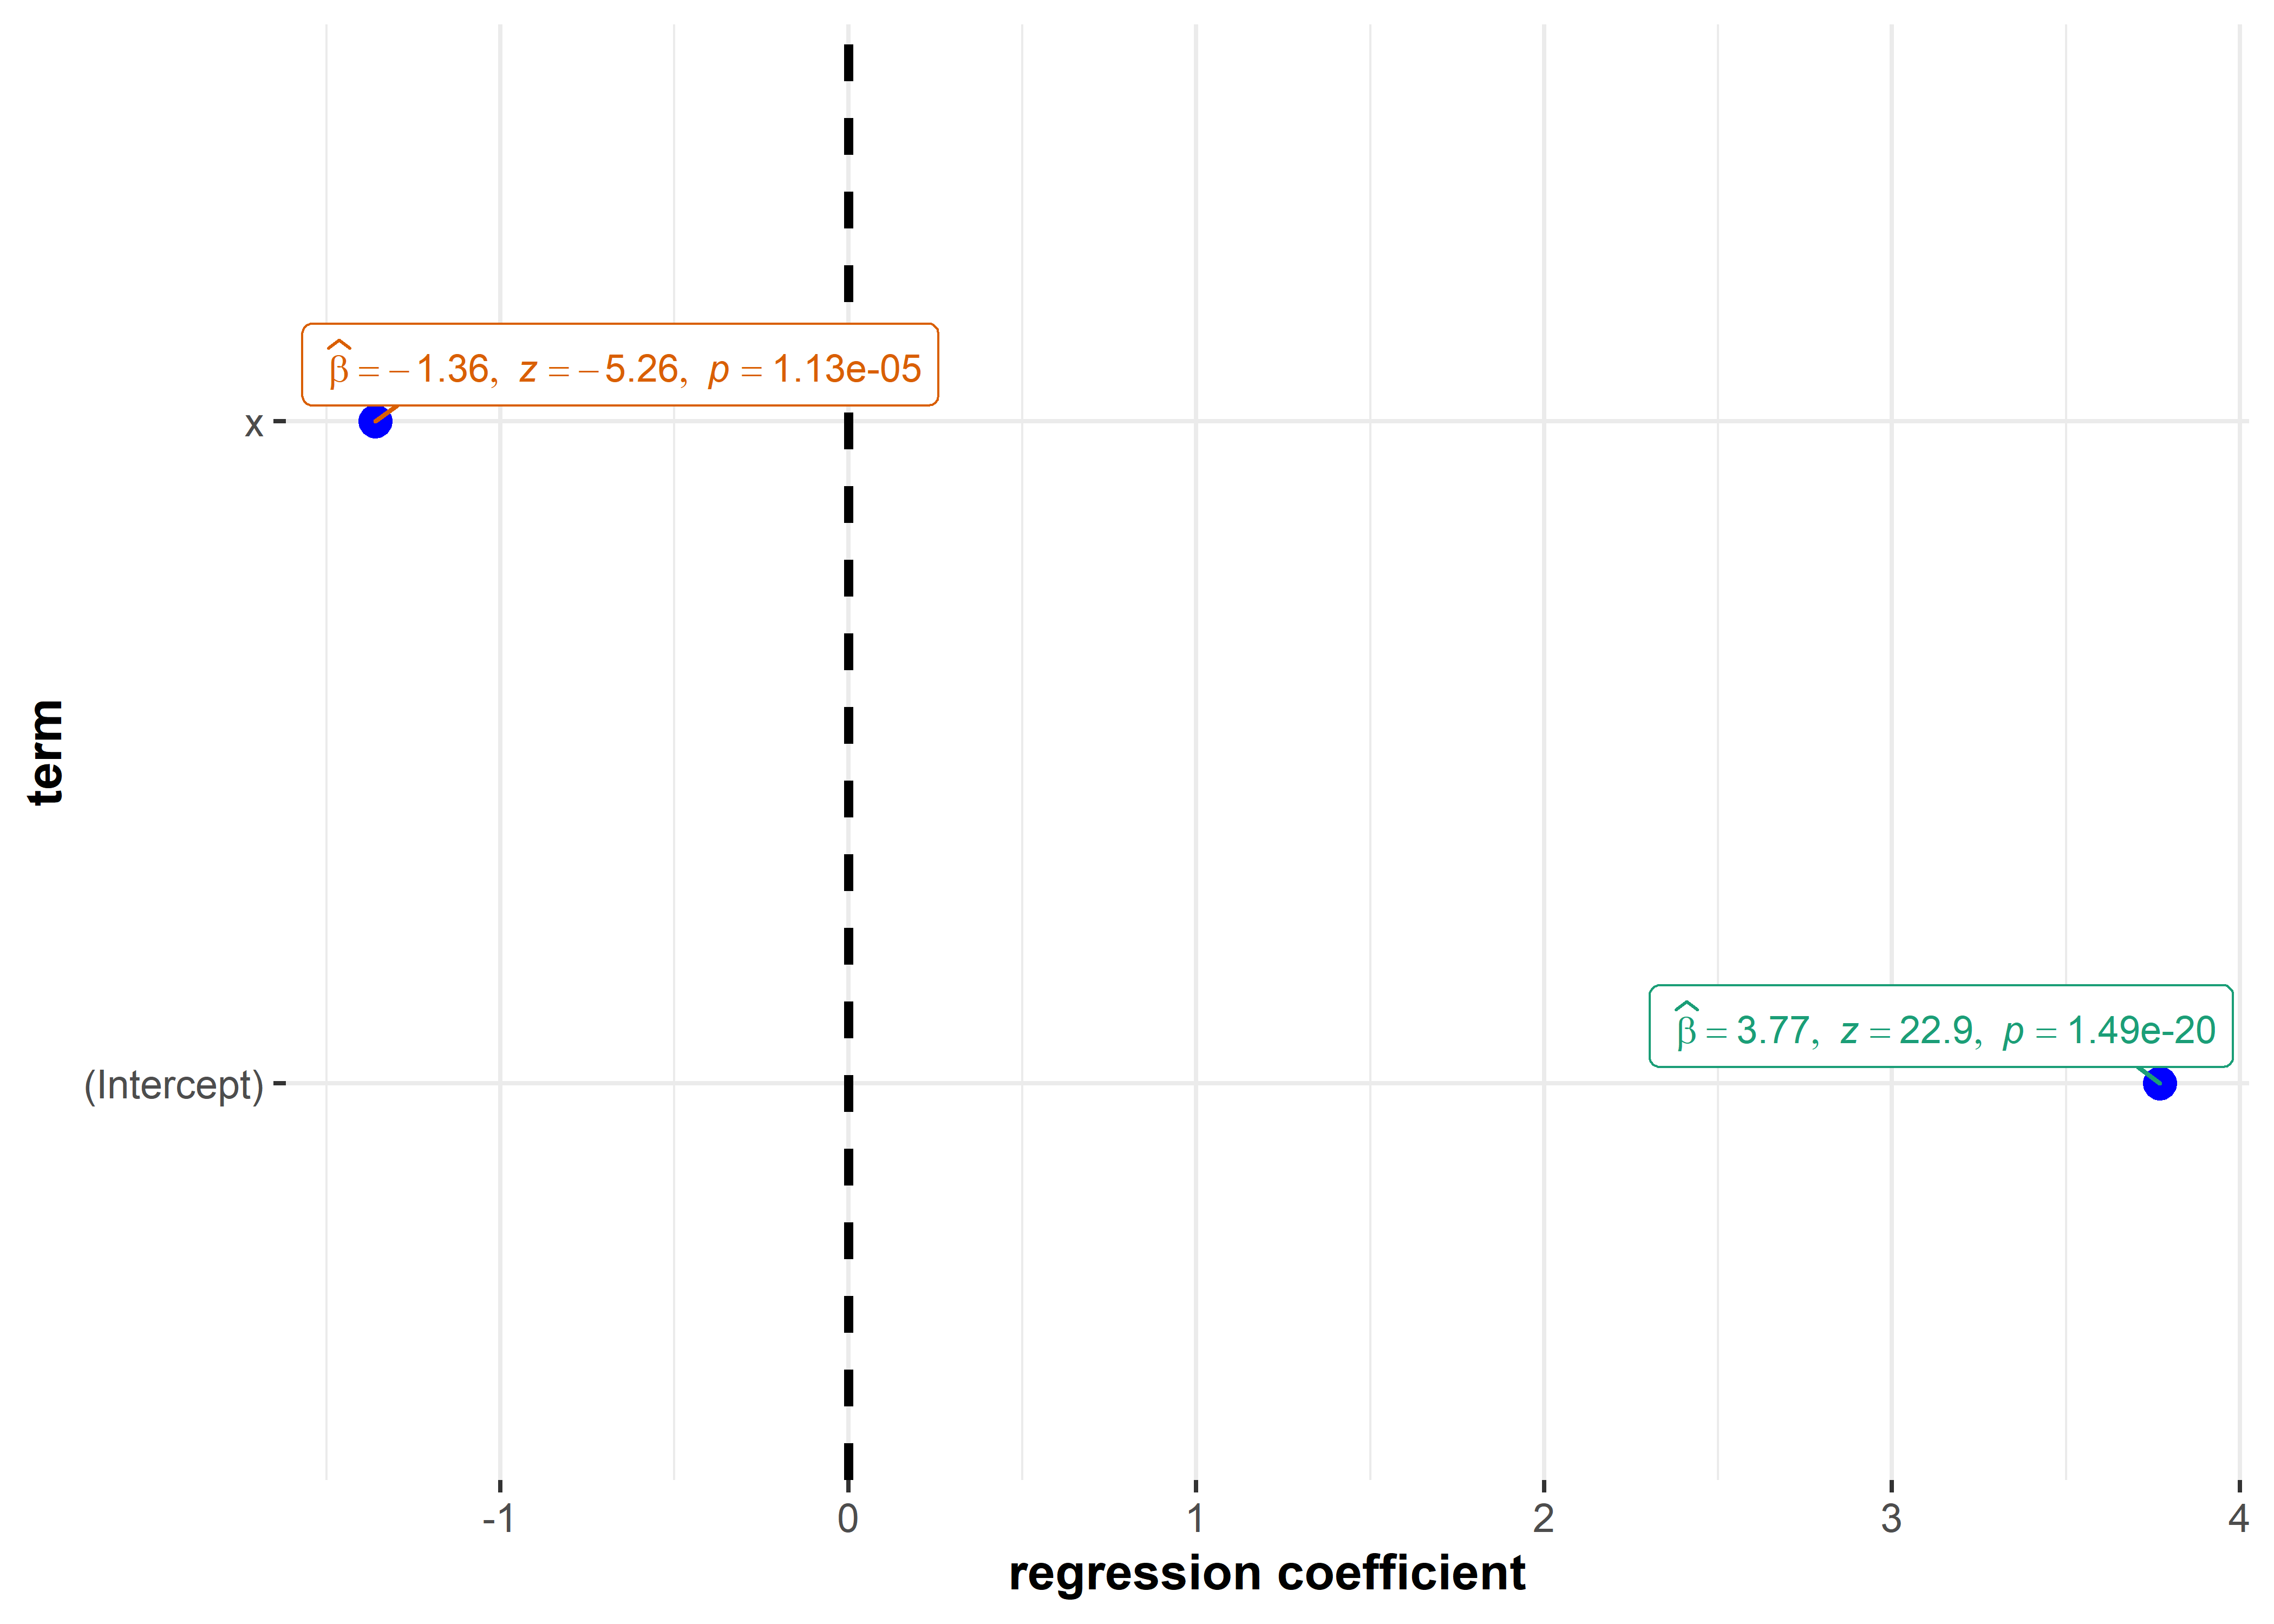 β̂ = −1.36, z = −5.26, p = 1.13e-05
x
term
β̂ = 3.77, z = 22.9, p = 1.49e-20
(Intercept)
-1 0 1 2 3 4
regression coefficient